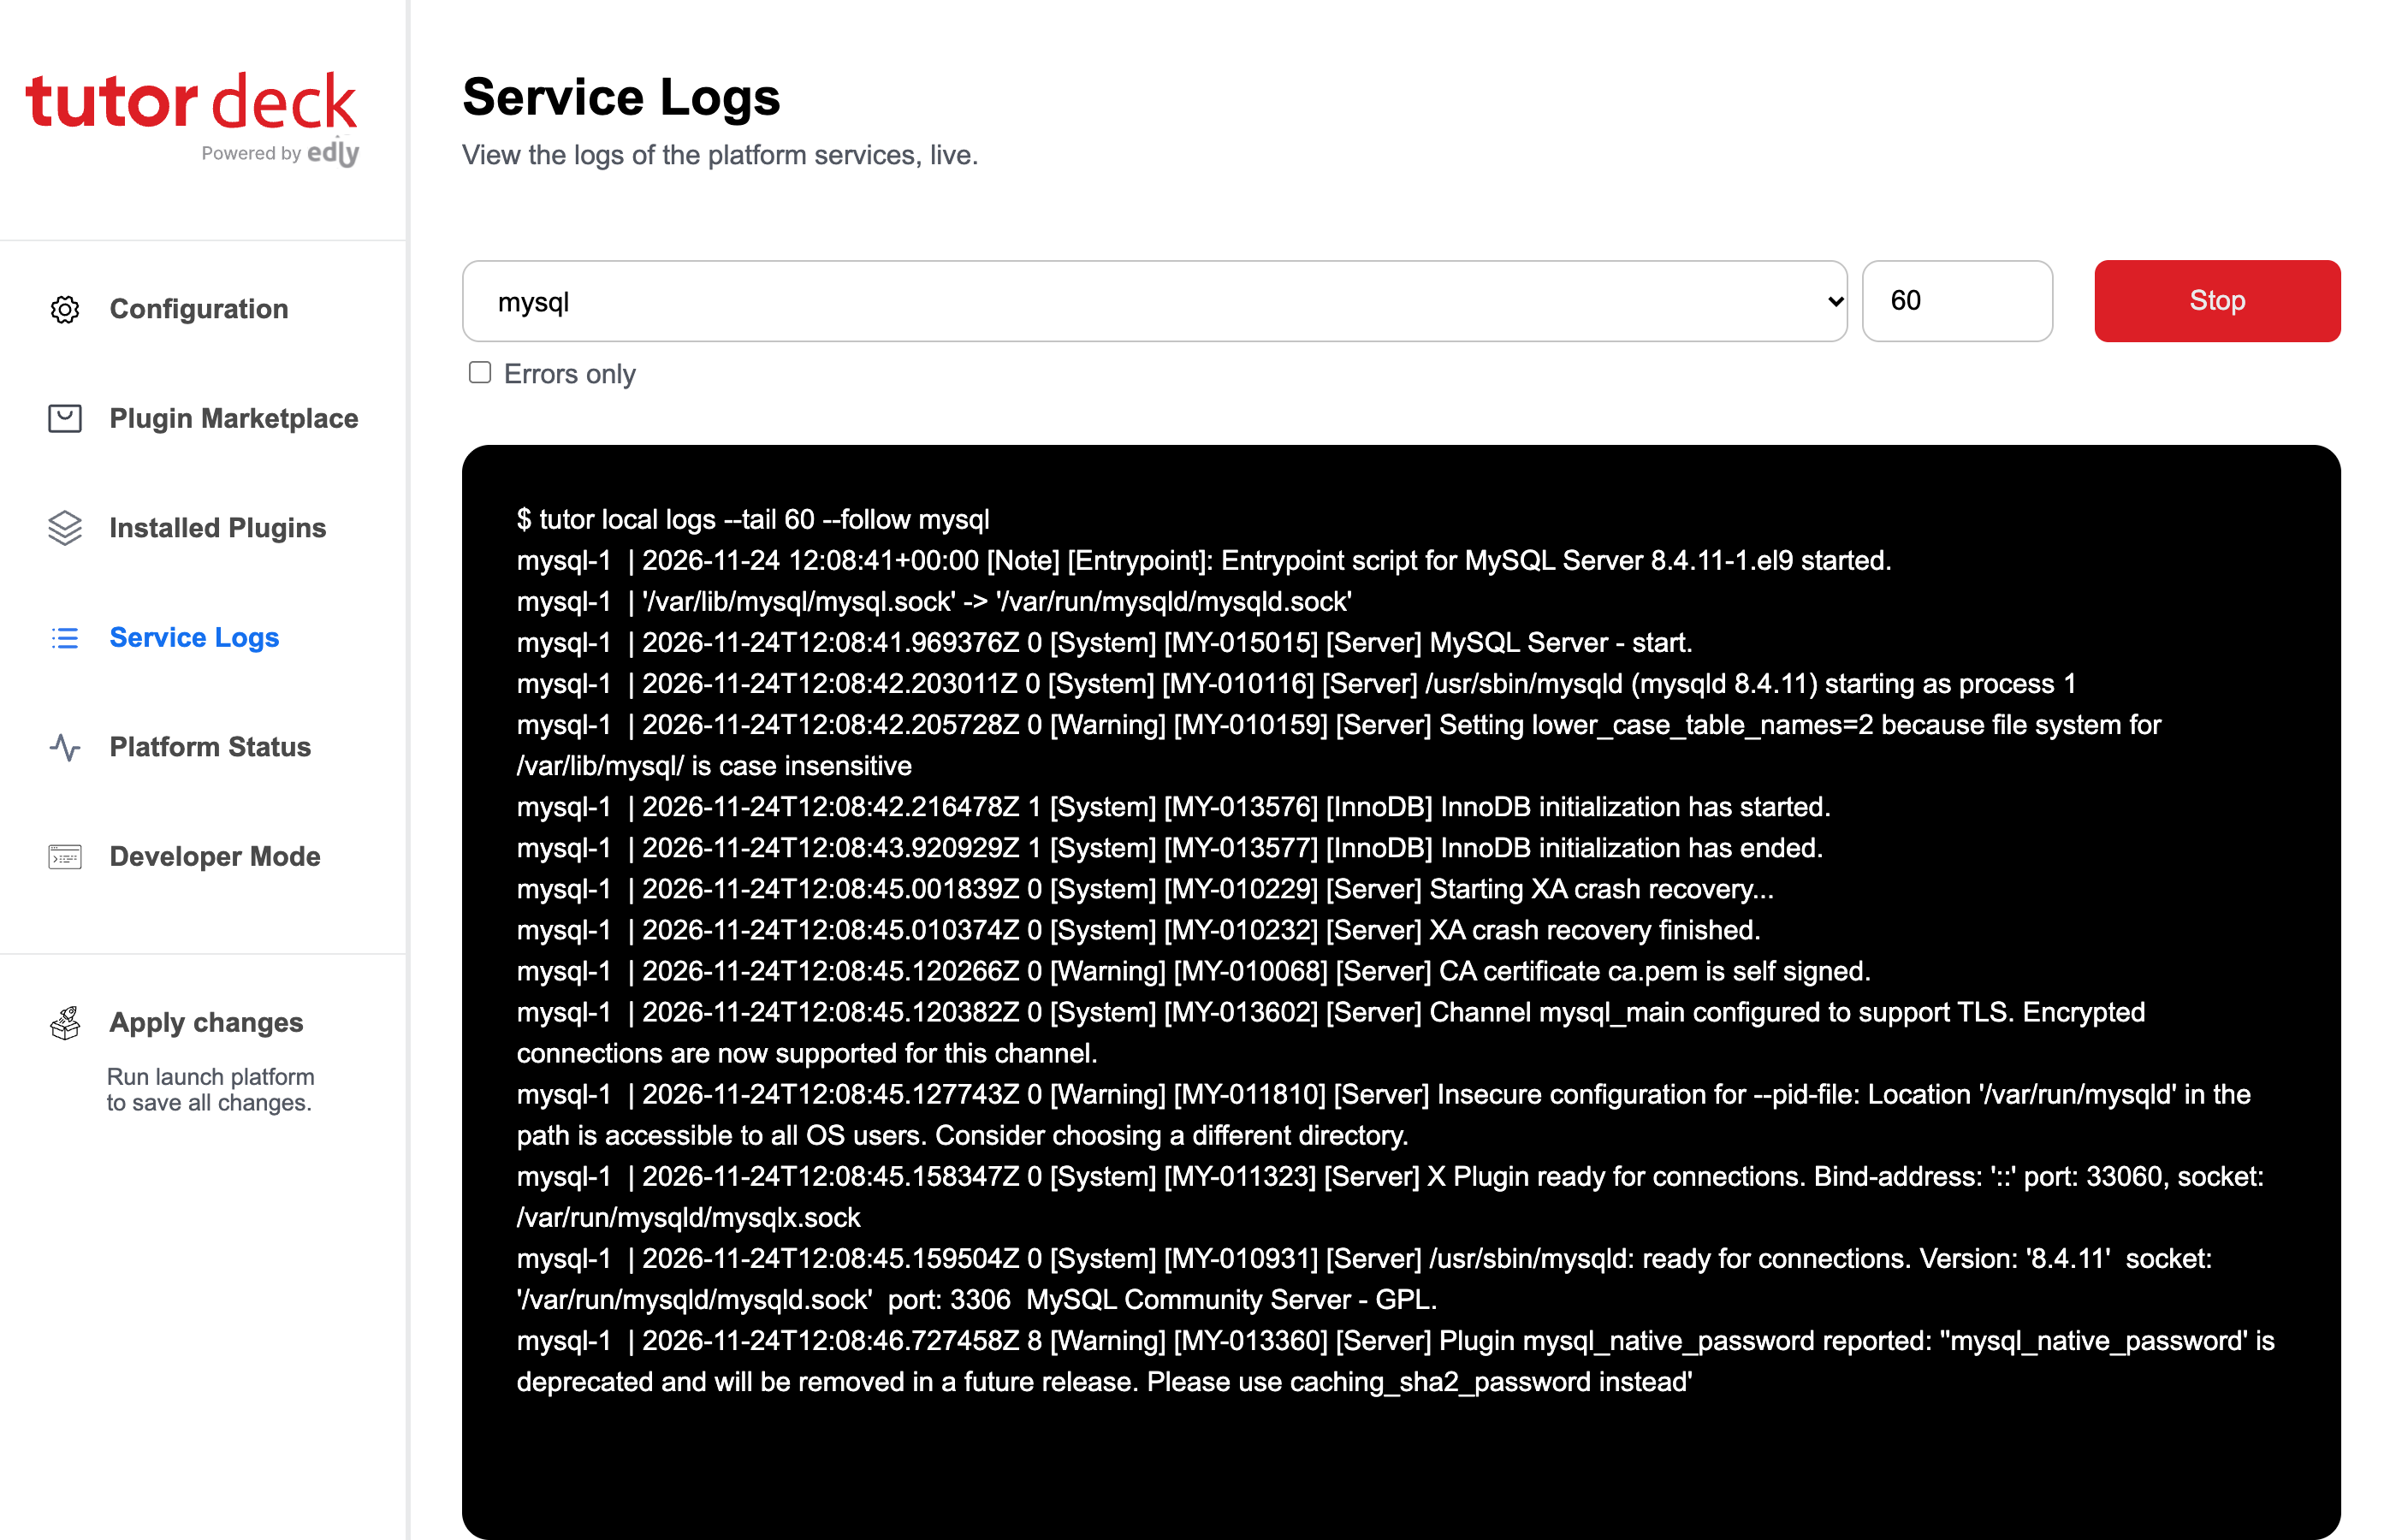 tutor deck
Powered by edly
Configuration
Plugin Marketplace
Installed Plugins
Service Logs
Platform Status
Developer Mode
Apply changes
Run launch platform
to save all changes.
Service Logs
View the logs of the platform services, live.
mysql
60
Stop
Errors only
$ tutor local logs --tail 60 --follow mysql
mysql-1  | 2026-11-24 12:08:41+00:00 [Note] [Entrypoint]: Entrypoint script for MySQL Server 8.4.11-1.el9 started.
mysql-1  | '/var/lib/mysql/mysql.sock' -> '/var/run/mysqld/mysqld.sock'
mysql-1  | 2026-11-24T12:08:41.969376Z 0 [System] [MY-015015] [Server] MySQL Server - start.
mysql-1  | 2026-11-24T12:08:42.203011Z 0 [System] [MY-010116] [Server] /usr/sbin/mysqld (mysqld 8.4.11) starting as process 1
mysql-1  | 2026-11-24T12:08:42.205728Z 0 [Warning] [MY-010159] [Server] Setting lower_case_table_names=2 because file system for
/var/lib/mysql/ is case insensitive
mysql-1  | 2026-11-24T12:08:42.216478Z 1 [System] [MY-013576] [InnoDB] InnoDB initialization has started.
mysql-1  | 2026-11-24T12:08:43.920929Z 1 [System] [MY-013577] [InnoDB] InnoDB initialization has ended.
mysql-1  | 2026-11-24T12:08:45.001839Z 0 [System] [MY-010229] [Server] Starting XA crash recovery...
mysql-1  | 2026-11-24T12:08:45.010374Z 0 [System] [MY-010232] [Server] XA crash recovery finished.
mysql-1  | 2026-11-24T12:08:45.120266Z 0 [Warning] [MY-010068] [Server] CA certificate ca.pem is self signed.
mysql-1  | 2026-11-24T12:08:45.120382Z 0 [System] [MY-013602] [Server] Channel mysql_main configured to support TLS. Encrypted
connections are now supported for this channel.
mysql-1  | 2026-11-24T12:08:45.127743Z 0 [Warning] [MY-011810] [Server] Insecure configuration for --pid-file: Location '/var/run/mysqld' in the
path is accessible to all OS users. Consider choosing a different directory.
mysql-1  | 2026-11-24T12:08:45.158347Z 0 [System] [MY-011323] [Server] X Plugin ready for connections. Bind-address: '::' port: 33060, socket:
/var/run/mysqld/mysqlx.sock
mysql-1  | 2026-11-24T12:08:45.159504Z 0 [System] [MY-010931] [Server] /usr/sbin/mysqld: ready for connections. Version: '8.4.11'  socket:
'/var/run/mysqld/mysqld.sock'  port: 3306  MySQL Community Server - GPL.
mysql-1  | 2026-11-24T12:08:46.727458Z 8 [Warning] [MY-013360] [Server] Plugin mysql_native_password reported: ''mysql_native_password' is
deprecated and will be removed in a future release. Please use caching_sha2_password instead'